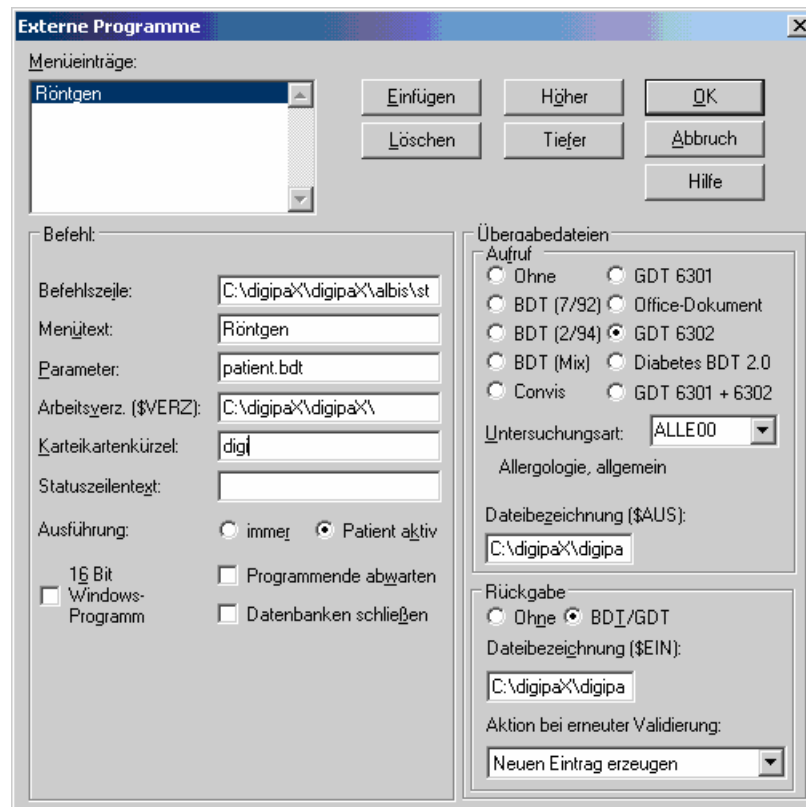 Externe Programme
Menüeinträge:
Röntgen
Einfügen
Höher
OK
Löschen
Tiefer
Abbruch
Hilfe
Befehl:
Befehlszeile: C:\digipaX\digipaX\albis\st
Menütext: Röntgen
Parameter: patient.bdt
Arbeitsverz. ($VERZ): C:\digipaX\digipaX\
Karteikartenkürzel: digi
Statuszeilentext:
Ausführung: immer Patient aktiv
16 Bit
Windows-
Programm
Programmende abwarten
Datenbanken schließen
Übergabedateien
Aufruf
Ohne GDT 6301
BDT (7/92) Office-Dokument
BDT (2/94) GDT 6302
BDT (Mix) Diabetes BDT 2.0
Convis GDT 6301 + 6302
Untersuchungsart: ALLE00
Allergologie, allgemein
Dateibezeichnung ($AUS):
C:\digipaX\digipa
Rückgabe
Ohne BDT/GDT
Dateibezeichnung ($EIN):
C:\digipaX\digipa
Aktion bei erneuter Validierung:
Neuen Eintrag erzeugen